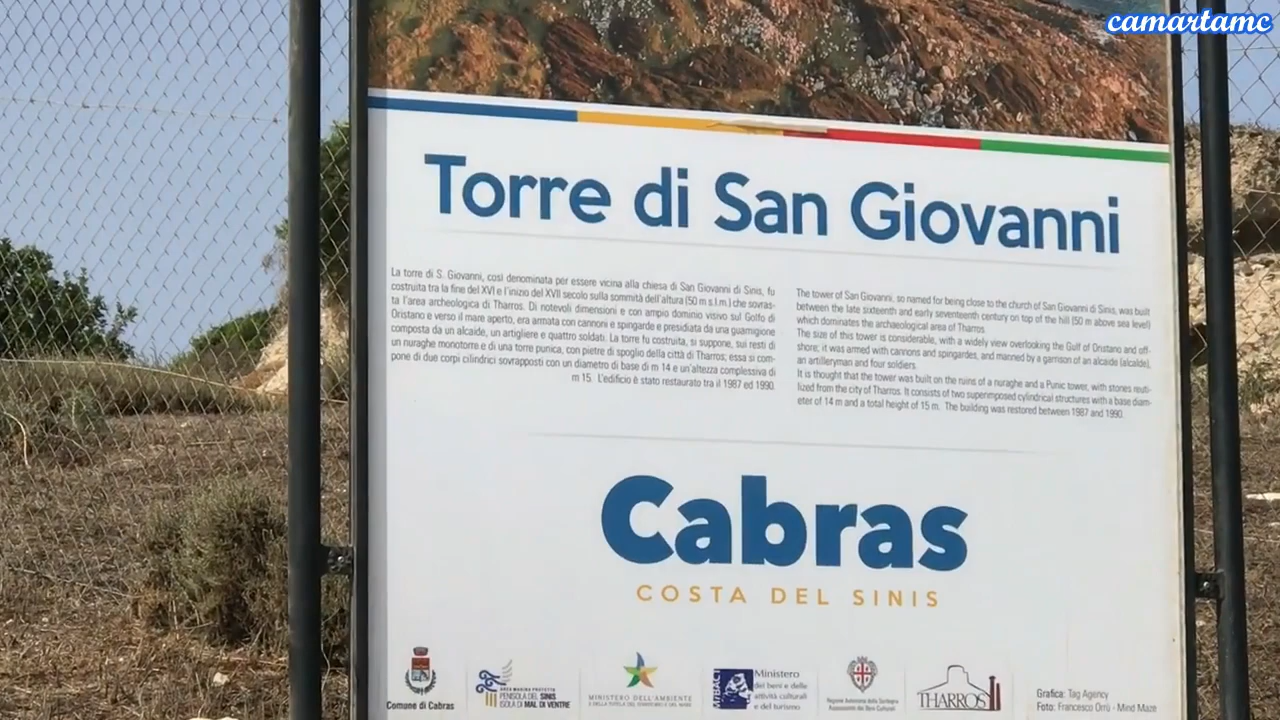 camartamc
Torre di San Giovanni
La torre di S. Giovanni, così denominata per essere vicina alla chiesa di San Giovanni di Sinis, fu
costruita tra la fine del XVI e l'inizio del XVII secolo sulla sommità dell'altura (50 m s.l.m.) che sovras-
ta l'area archeologica di Tharros. Di notevoli dimensioni e con ampio dominio visivo sul Golfo di
Oristano e verso il mare aperto, era armata con cannoni e spingarde e presidiata da una guarnigione
composta da un alcaide, un artigliere e quattro soldati. La torre fu costruita, si suppone, sui resti di
un nuraghe monotorre e di una torre punica, con pietre di spoglio della città di Tharros; essa si com-
pone di due corpi cilindrici sovrapposti con un diametro di base di m 14 e un'altezza complessiva di
m 15. L'edificio è stato restaurato tra il 1987 ed 1990.
The tower of San Giovanni, so named for being close to the church of San Giovanni di Sinis, was built
between the late sixteenth and early seventeenth century on top of the hill (50 m above sea level)
which dominates the archaeological area of Tharros.
The size of this tower is considerable, with a widely view overlooking the Gulf of Oristano and off-
shore; it was armed with cannons and spingardes, and manned by a garrison of an alcaide (alcalde),
an artilleryman and four soldiers.
It is thought that the tower was built on the ruins of a nuraghe and a Punic tower, with stones reuti-
lized from the city of Tharros. It consists of two superimposed cylindrical structures with a base diam-
eter of 14 m and a total height of 15 m. The building was restored between 1987 and 1990.
Cabras
COSTA DEL SINIS
Comune di Cabras
AREA MARINA PROTETTA
PENISOLA DEL SINIS
ISOLA DI MAL DI VENTRE
MINISTERO DELL'AMBIENTE
E DELLA TUTELA DEL TERRITORIO E DEL MARE
MiBACT
Ministero
dei beni e delle
attività culturali
e del turismo
Regione Autonoma della Sardegna
Assessorato dei Beni Culturali
THARROS
Grafica: Tag Agency
Foto: Francesco Orrù - Mind Maze